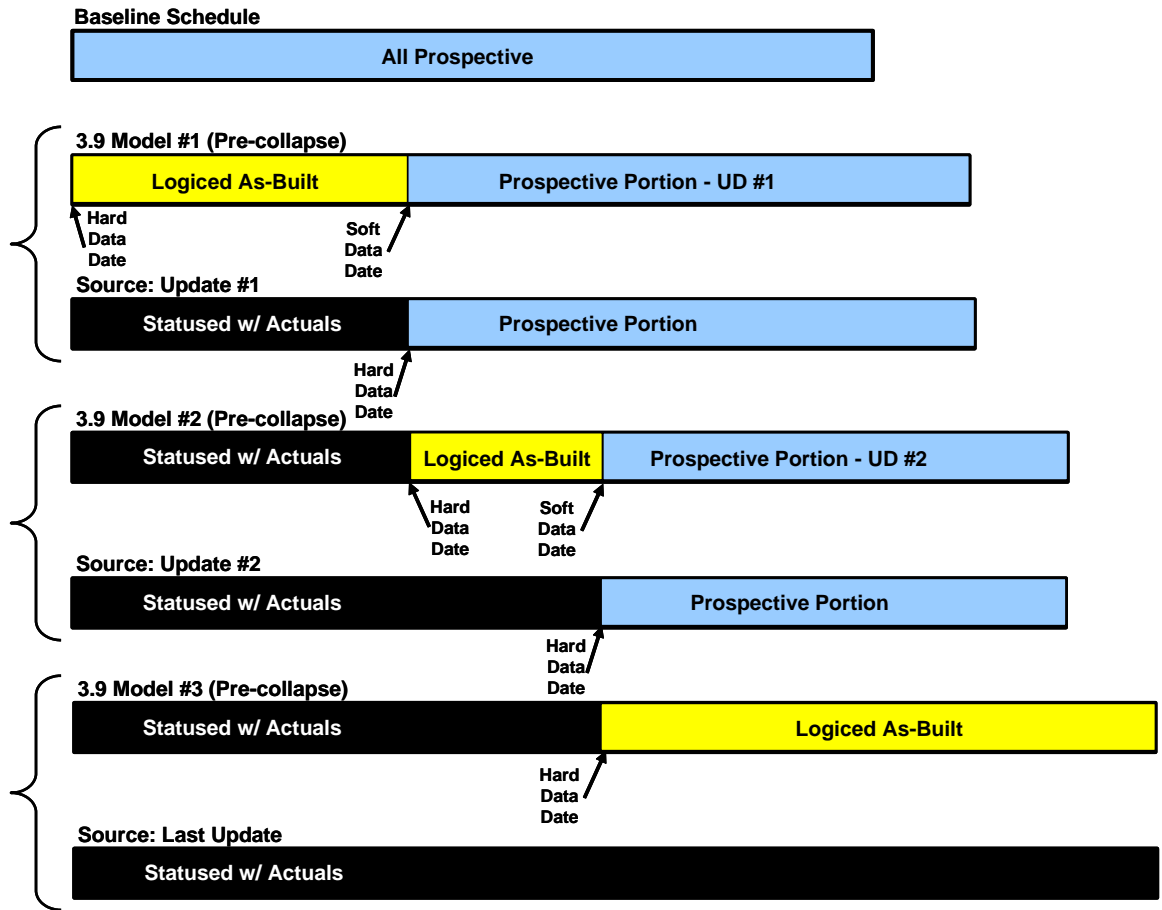 Baseline Schedule
All Prospective
3.9 Model #1 (Pre-collapse)
Logiced As-Built
Prospective Portion - UD #1
Hard
Data
Date
Soft
Data
Date
Source: Update #1
Statused w/ Actuals
Prospective Portion
Hard
Data
Date
3.9 Model #2 (Pre-collapse)
Statused w/ Actuals
Logiced As-Built
Prospective Portion - UD #2
Hard
Data
Date
Soft
Data
Date
Source: Update #2
Statused w/ Actuals
Prospective Portion
Hard
Data
Date
3.9 Model #3 (Pre-collapse)
Statused w/ Actuals
Logiced As-Built
Hard
Data
Date
Source: Last Update
Statused w/ Actuals